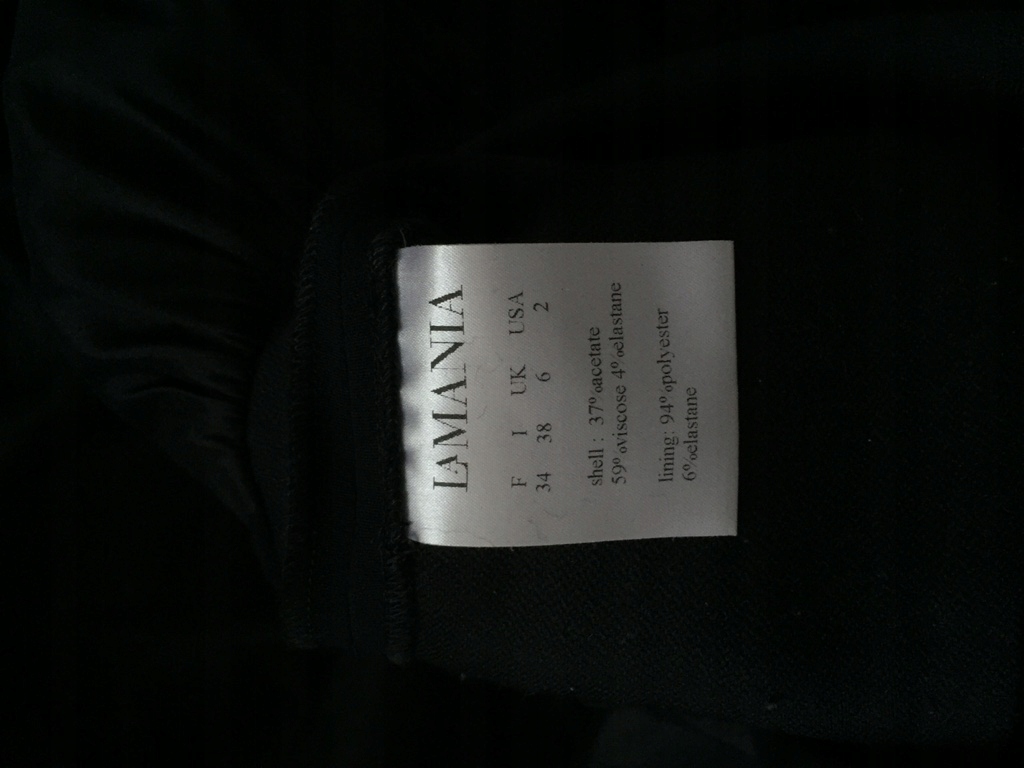 LAMANIA
F I UK USA
34 38 6 2
shell : 37%acetate
59%viscose 4%elastane
lining: 94%polyester
6%elastane